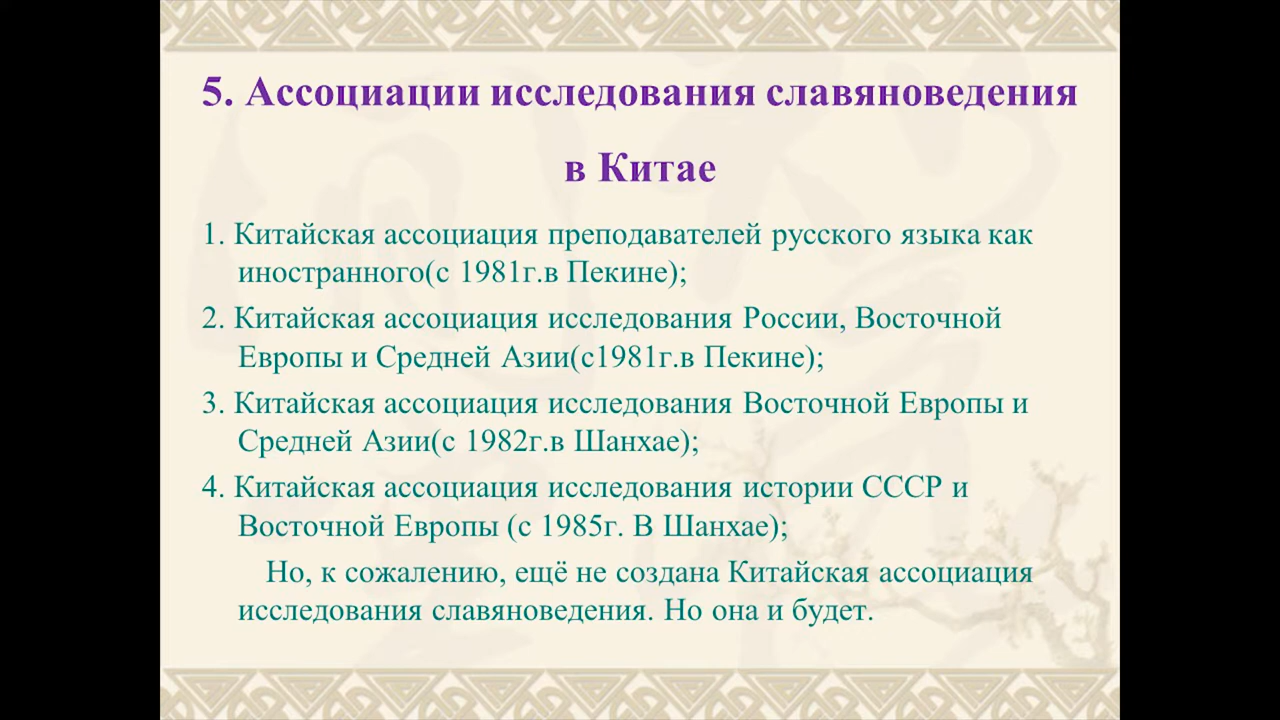 5. Ассоциации исследования славяноведения
в Китае
1. Китайская ассоциация преподавателей русского языка как
иностранного(с 1981г.в Пекине);
2. Китайская ассоциация исследования России, Восточной
Европы и Средней Азии(с1981г.в Пекине);
3. Китайская ассоциация исследования Восточной Европы и
Средней Азии(с 1982г.в Шанхае);
4. Китайская ассоциация исследования истории СССР и
Восточной Европы (с 1985г. В Шанхае);
Но, к сожалению, ещё не создана Китайская ассоциация
исследования славяноведения. Но она и будет.